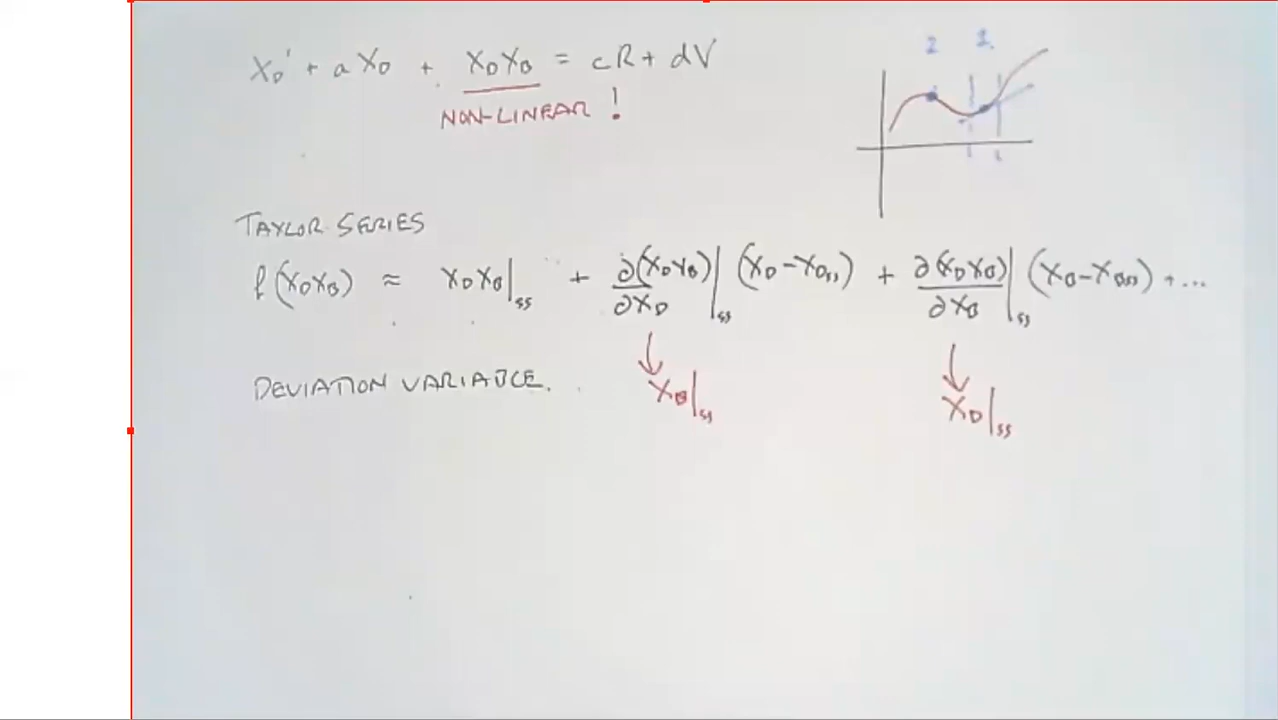 X_D' + a X_D + X_D X_B = cR + dV
NON-LINEAR !
2 1.
TAYLOR SERIES
f(X_D X_B) ≈ X_D X_B|_ss + ∂(X_D X_B)/∂X_D|_ss (X_D - X_Dss) + ∂(X_D X_B)/∂X_B|_ss (X_B - X_Bss) + ...
DEVIATION VARIABLE.
↓ ↓
X_B|_ss X_D|_ss